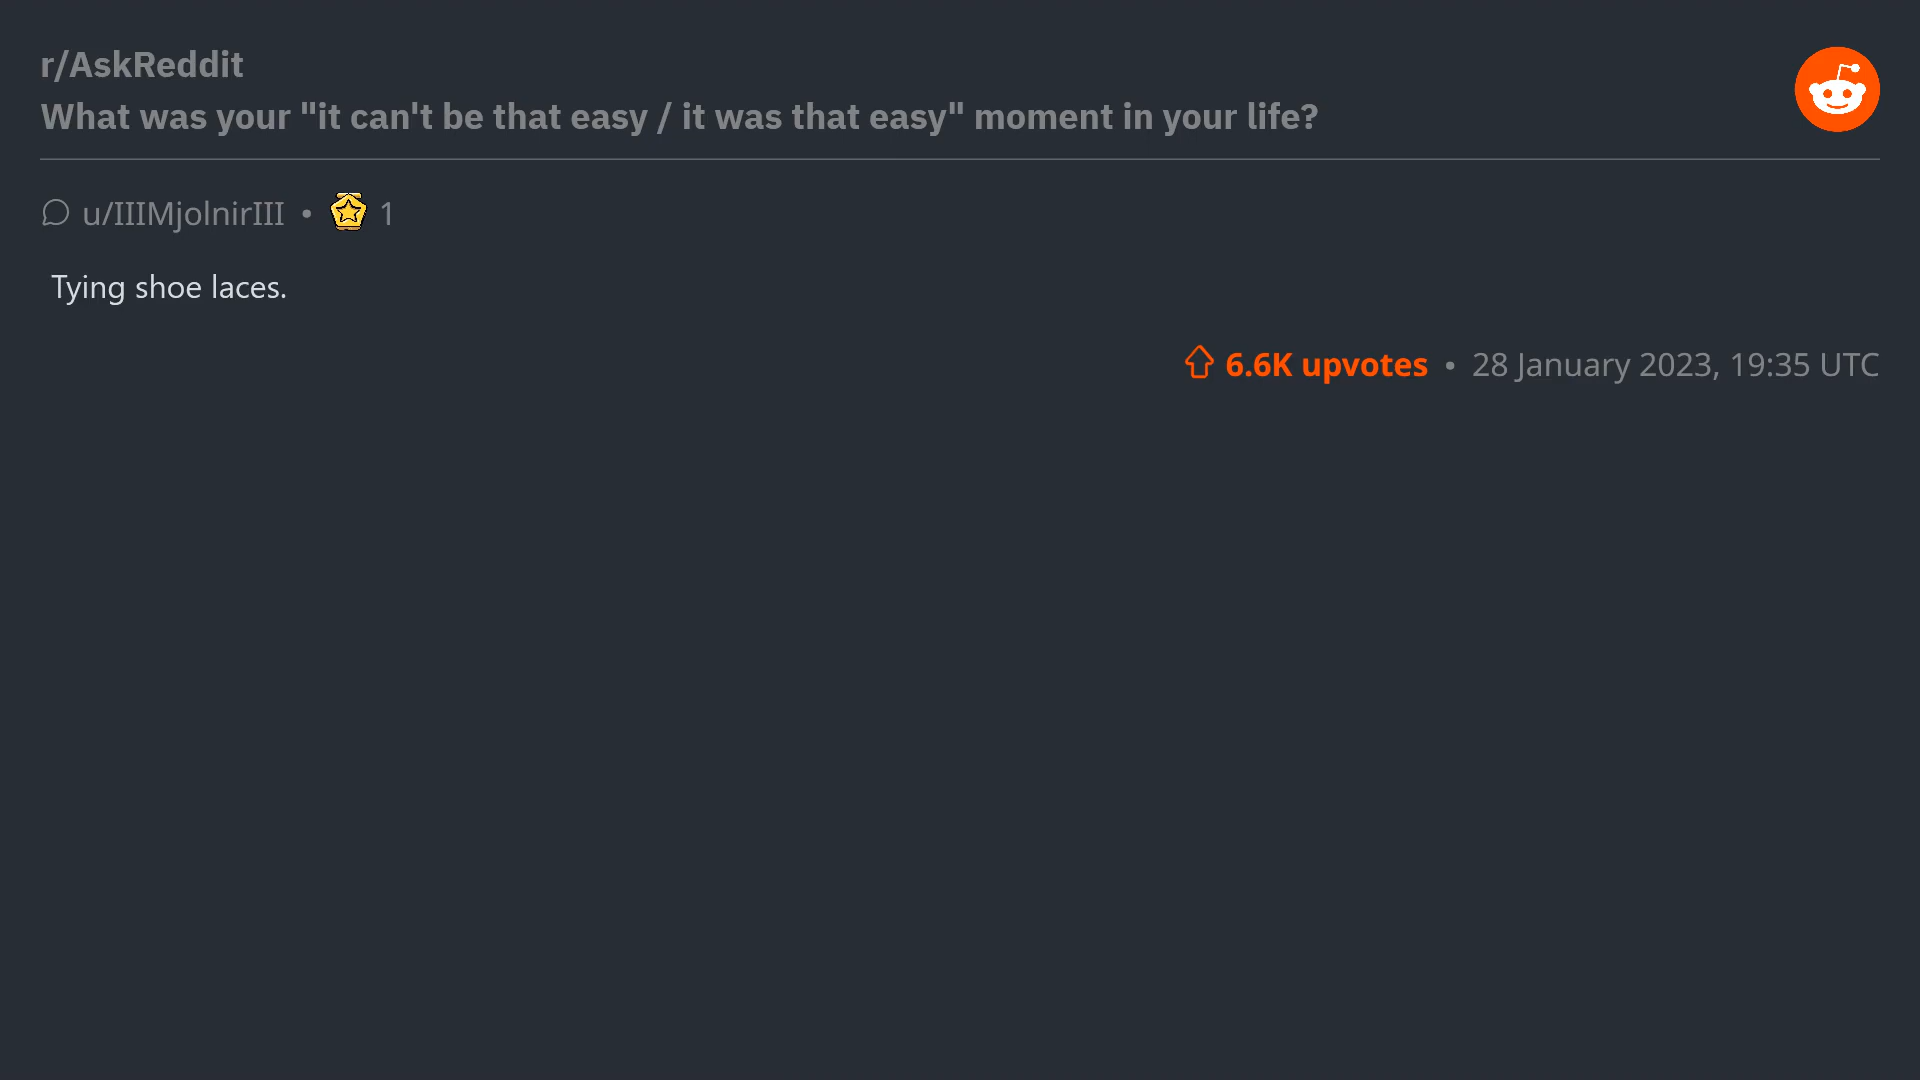 r/AskReddit
What was your "it can't be that easy / it was that easy" moment in your life?
u/IIIMjolnirIII • 1
Tying shoe laces.
6.6K upvotes • 28 January 2023, 19:35 UTC